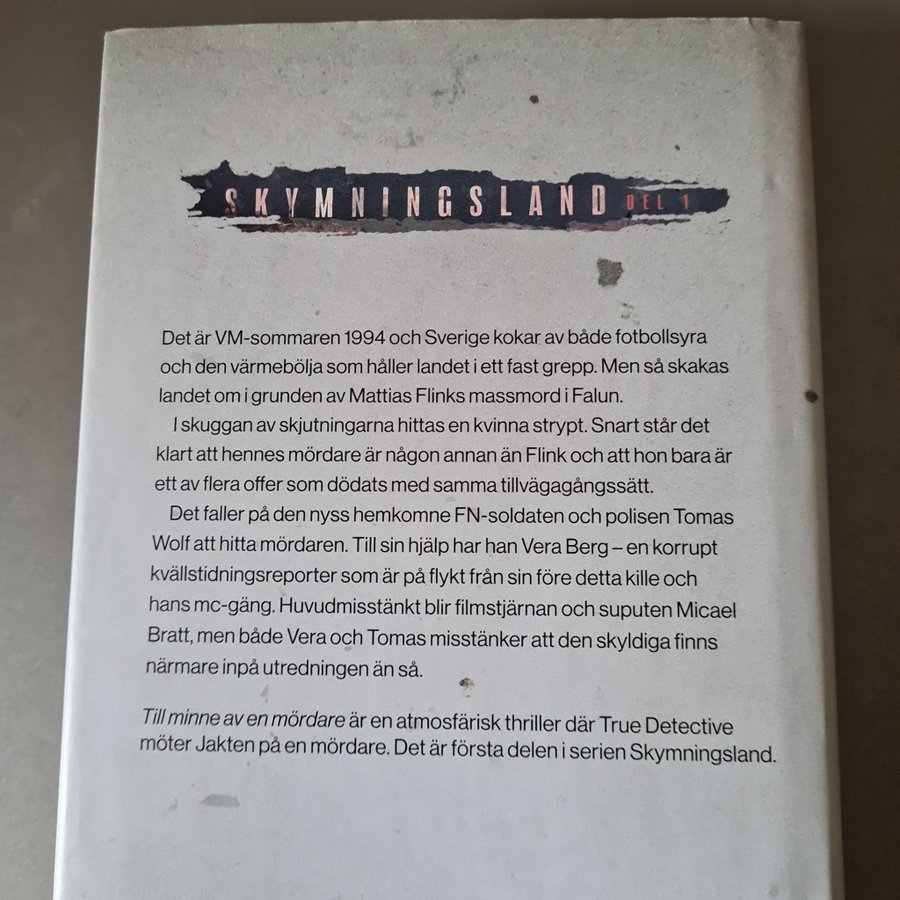 SKYMNINGSLAND DEL 1
Det är VM-sommaren 1994 och Sverige kokar av både fotbollsyra
och den värmebölja som håller landet i ett fast grepp. Men så skakas
landet om i grunden av Mattias Flinks massmord i Falun.
I skuggan av skjutningarna hittas en kvinna strypt. Snart står det
klart att hennes mördare är någon annan än Flink och att hon bara är
ett av flera offer som dödats med samma tillvägagångssätt.
Det faller på den nyss hemkomne FN-soldaten och polisen Tomas
Wolf att hitta mördaren. Till sin hjälp har han Vera Berg – en korrupt
kvällstidningsreporter som är på flykt från sin före detta kille och
hans mc-gäng. Huvudmisstänkt blir filmstjärnan och suputen Micael
Bratt, men både Vera och Tomas misstänker att den skyldiga finns
närmare inpå utredningen än så.
Till minne av en mördare är en atmosfärisk thriller där True Detective
möter Jakten på en mördare. Det är första delen i serien Skymningsland.